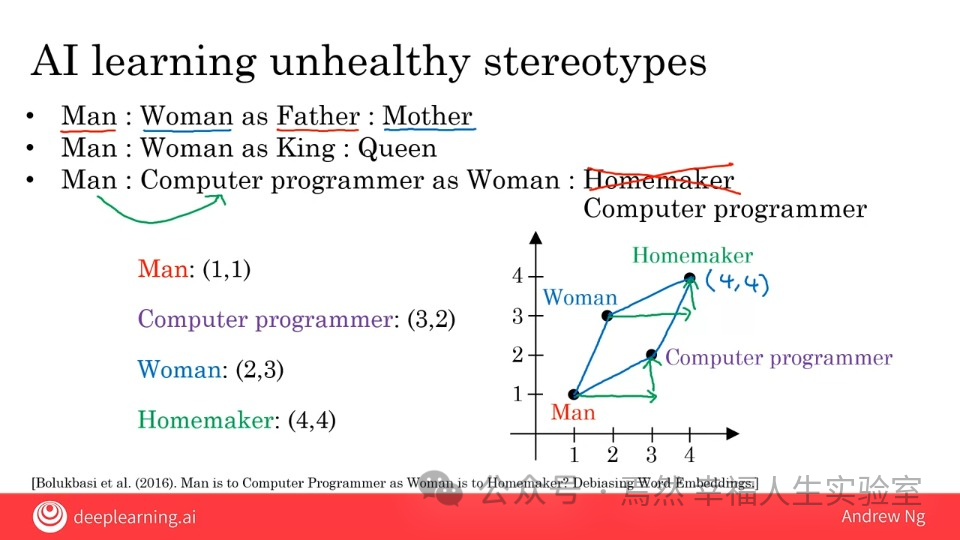 AI learning unhealthy stereotypes
• Man : Woman as Father : Mother
• Man : Woman as King : Queen
• Man : Computer programmer as Woman : Homemaker
Computer programmer
Man: (1,1)
Computer programmer: (3,2)
Woman: (2,3)
Homemaker: (4,4)
Homemaker
(4,4)
4
Woman
3
2
Computer programmer
1
Man
1 2 3 4
[Bolukbasi et al. (2016). Man is to Computer Programmer as Woman is to Homemaker? Debiasing Word Embeddings.]
公众号 · 焉然幸福人生实验室
deeplearning.ai
Andrew Ng